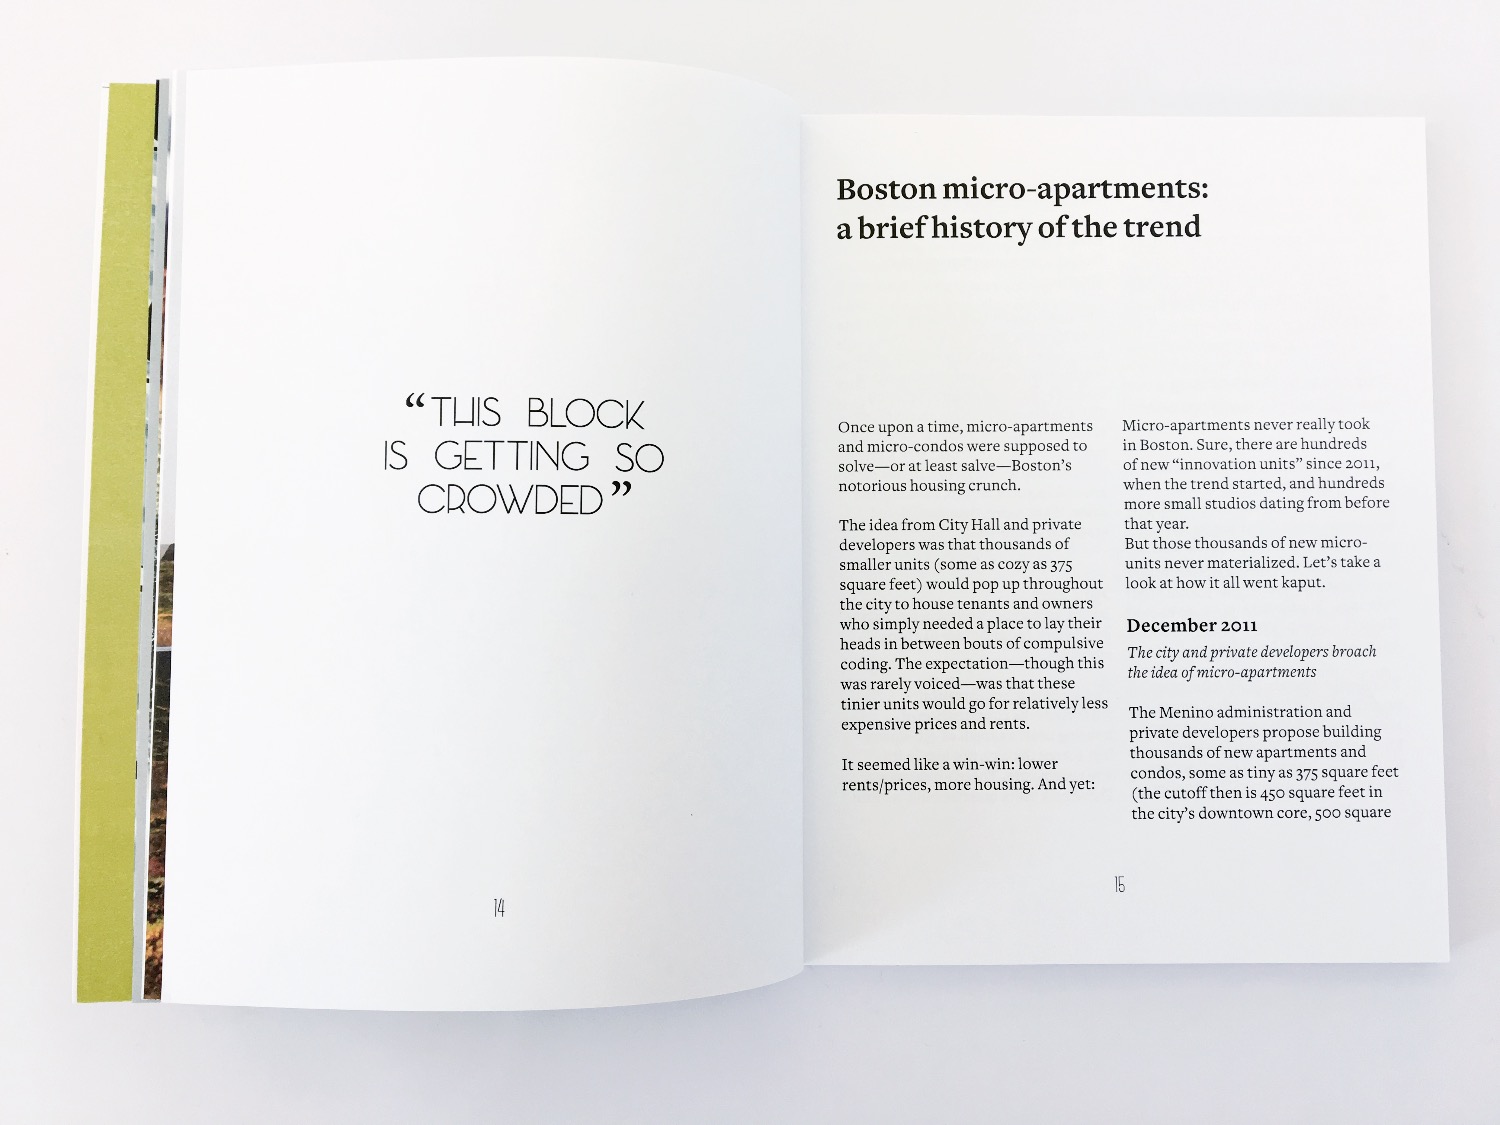 “THIS BLOCK
IS GETTING SO
CROWDED”
14
Boston micro-apartments:
a brief history of the trend
Once upon a time, micro-apartments
and micro-condos were supposed to
solve—or at least salve—Boston’s
notorious housing crunch.
The idea from City Hall and private
developers was that thousands of
smaller units (some as cozy as 375
square feet) would pop up throughout
the city to house tenants and owners
who simply needed a place to lay their
heads in between bouts of compulsive
coding. The expectation—though this
was rarely voiced—was that these
tinier units would go for relatively less
expensive prices and rents.
It seemed like a win-win: lower
rents/prices, more housing. And yet:
Micro-apartments never really took
in Boston. Sure, there are hundreds
of new “innovation units” since 2011,
when the trend started, and hundreds
more small studios dating from before
that year.
But those thousands of new micro-
units never materialized. Let’s take a
look at how it all went kaput.
December 2011
The city and private developers broach
the idea of micro-apartments
The Menino administration and
private developers propose building
thousands of new apartments and
condos, some as tiny as 375 square feet
(the cutoff then is 450 square feet in
the city’s downtown core, 500 square
15